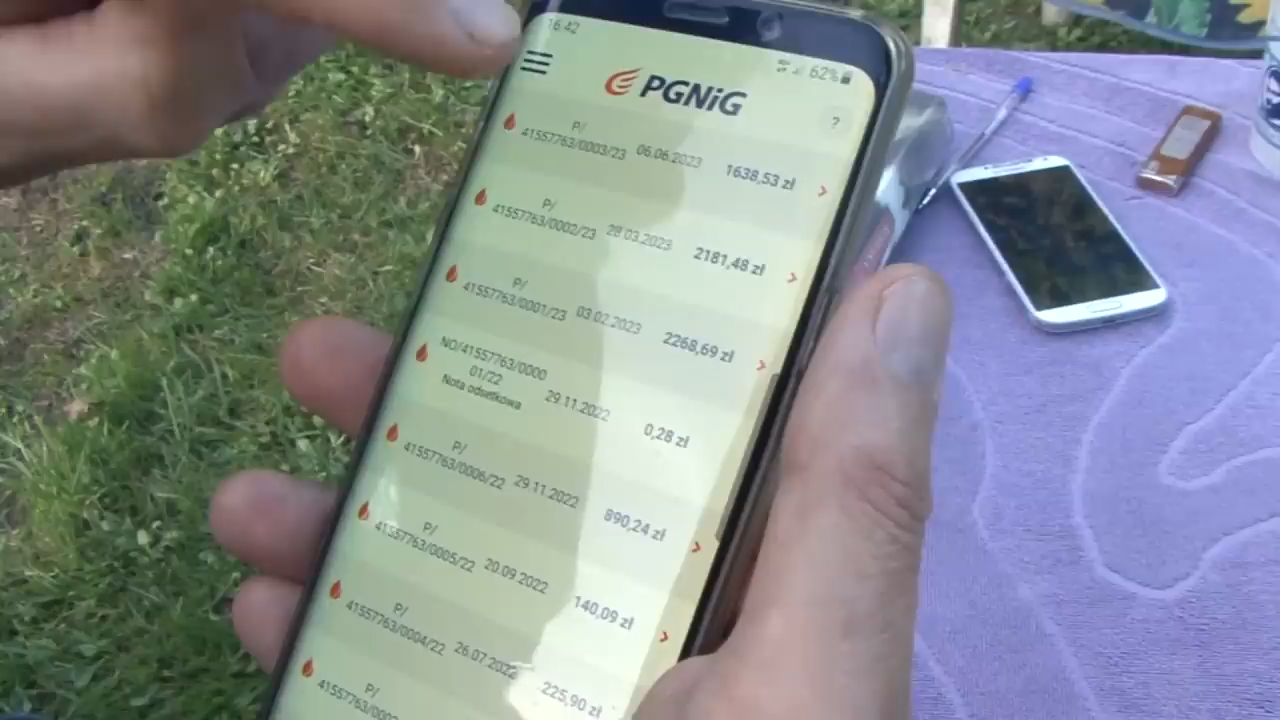 16:42
62%
PGNiG
?
P/
41557763/0003/23 06.06.2023 1638,53 zł
P/
41557763/0002/23 28.03.2023 2181,48 zł
P/
41557763/0001/23 03.02.2023 2268,69 zł
NO/41557763/0000
01/22 29.11.2022 0,28 zł
Nota odsetkowa
P/
41557763/0006/22 29.11.2022 890,24 zł
P/
41557763/0005/22 20.09.2022 140,09 zł
P/
41557763/0004/22 26.07.2022 225,90 zł
P/